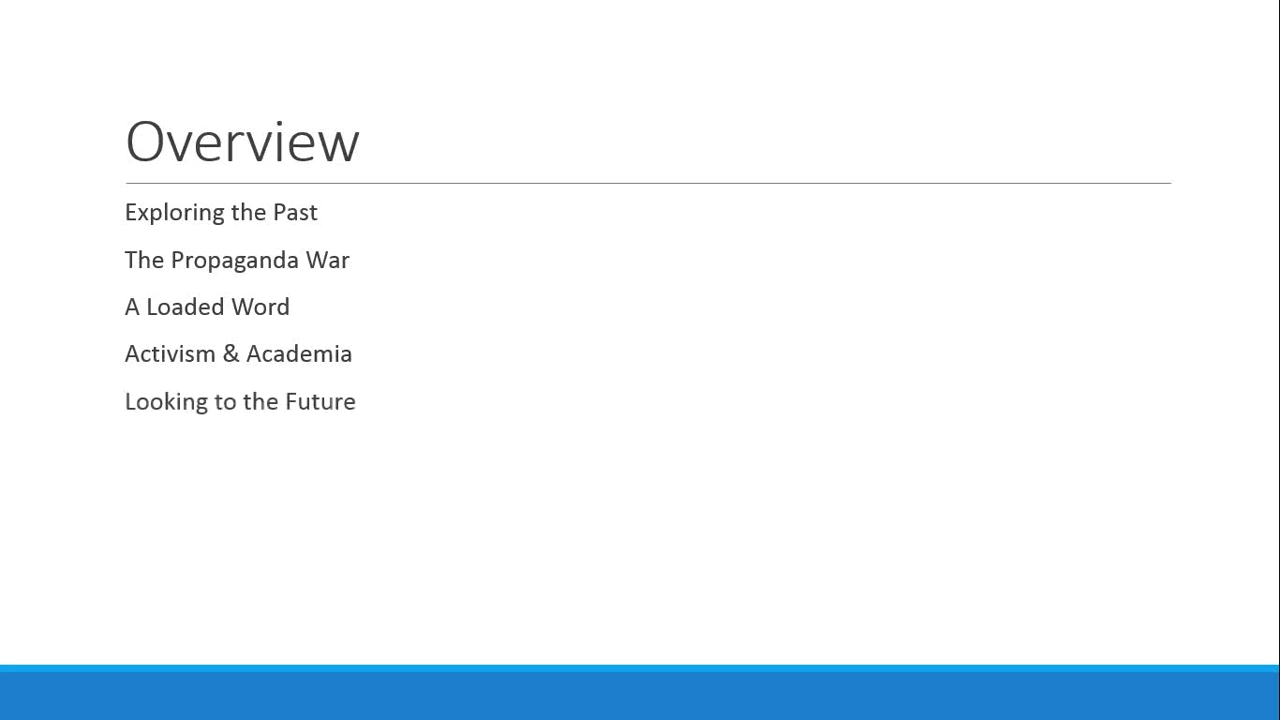 Overview
Exploring the Past
The Propaganda War
A Loaded Word
Activism & Academia
Looking to the Future